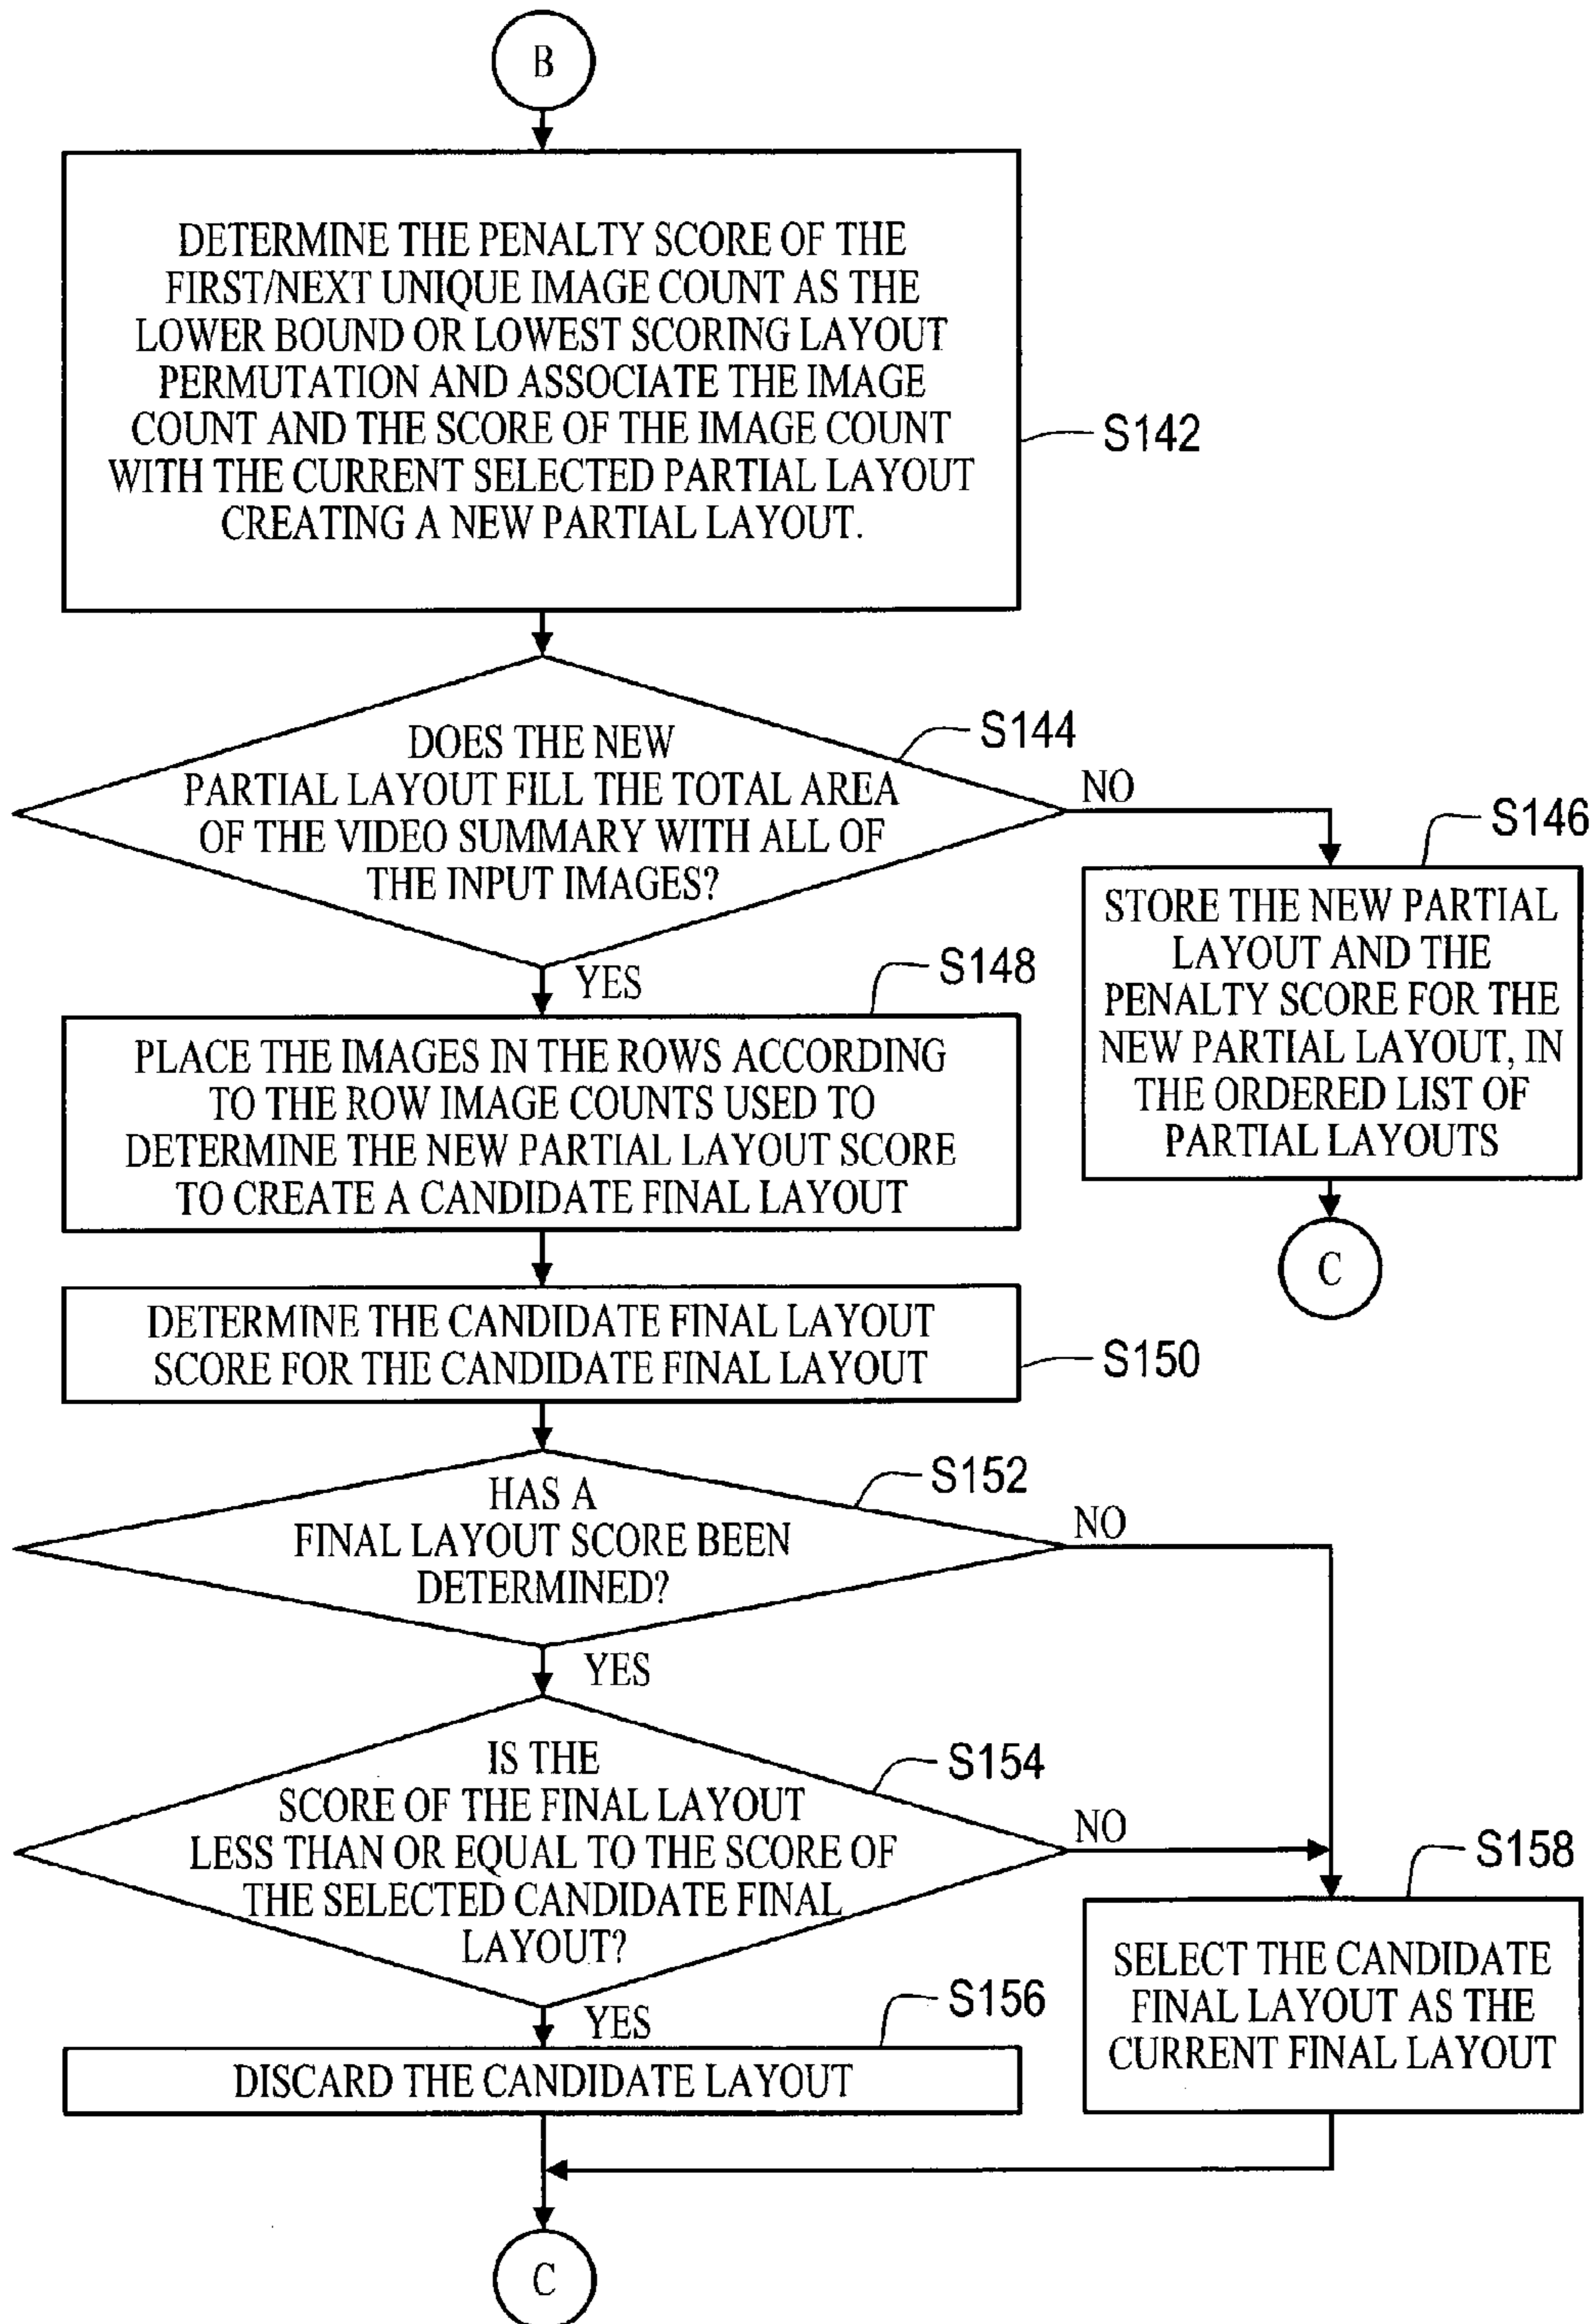 B
DETERMINE THE PENALTY SCORE OF THE
FIRST/NEXT UNIQUE IMAGE COUNT AS THE
LOWER BOUND OR LOWEST SCORING LAYOUT
PERMUTATION AND ASSOCIATE THE IMAGE
COUNT AND THE SCORE OF THE IMAGE COUNT
WITH THE CURRENT SELECTED PARTIAL LAYOUT
CREATING A NEW PARTIAL LAYOUT.
S142
DOES THE NEW
PARTIAL LAYOUT FILL THE TOTAL AREA
OF THE VIDEO SUMMARY WITH ALL OF
THE INPUT IMAGES?
S144
NO
YES
S146
STORE THE NEW PARTIAL
LAYOUT AND THE
PENALTY SCORE FOR THE
NEW PARTIAL LAYOUT, IN
THE ORDERED LIST OF
PARTIAL LAYOUTS
C
S148
PLACE THE IMAGES IN THE ROWS ACCORDING
TO THE ROW IMAGE COUNTS USED TO
DETERMINE THE NEW PARTIAL LAYOUT SCORE
TO CREATE A CANDIDATE FINAL LAYOUT
DETERMINE THE CANDIDATE FINAL LAYOUT
SCORE FOR THE CANDIDATE FINAL LAYOUT
S150
HAS A
FINAL LAYOUT SCORE BEEN
DETERMINED?
S152
NO
YES
IS THE
SCORE OF THE FINAL LAYOUT
LESS THAN OR EQUAL TO THE SCORE OF
THE SELECTED CANDIDATE FINAL
LAYOUT?
S154
NO
YES
S158
SELECT THE CANDIDATE
FINAL LAYOUT AS THE
CURRENT FINAL LAYOUT
S156
DISCARD THE CANDIDATE LAYOUT
C